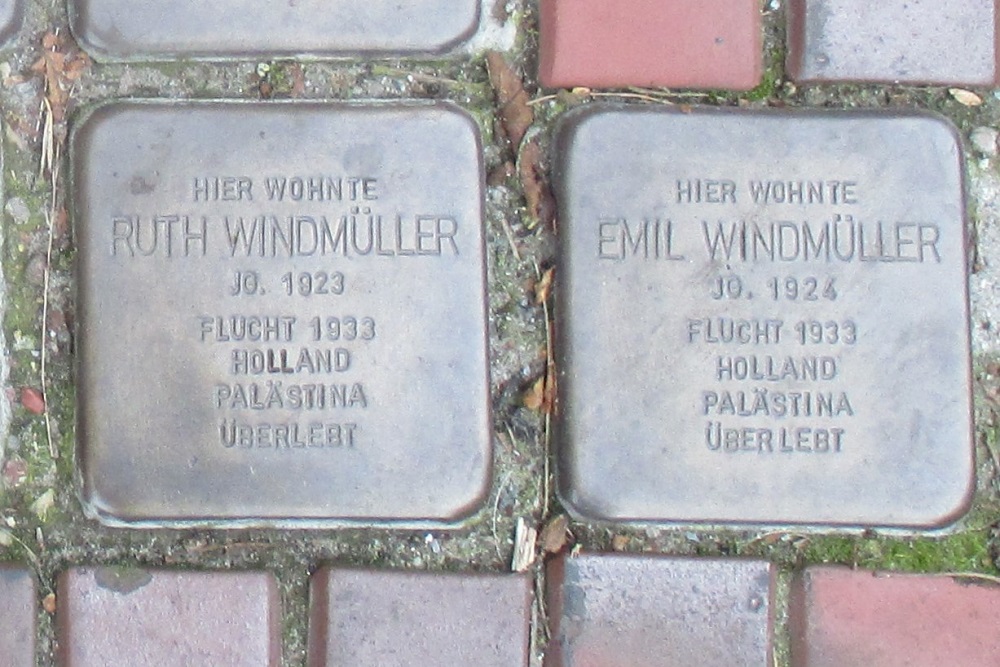 HIER WOHNTE
RUTH WINDMÜLLER
JG. 1923
FLUCHT 1933
HOLLAND
PALÄSTINA
ÜBERLEBT
HIER WOHNTE
EMIL WINDMÜLLER
JG. 1924
FLUCHT 1933
HOLLAND
PALÄSTINA
ÜBERLEBT